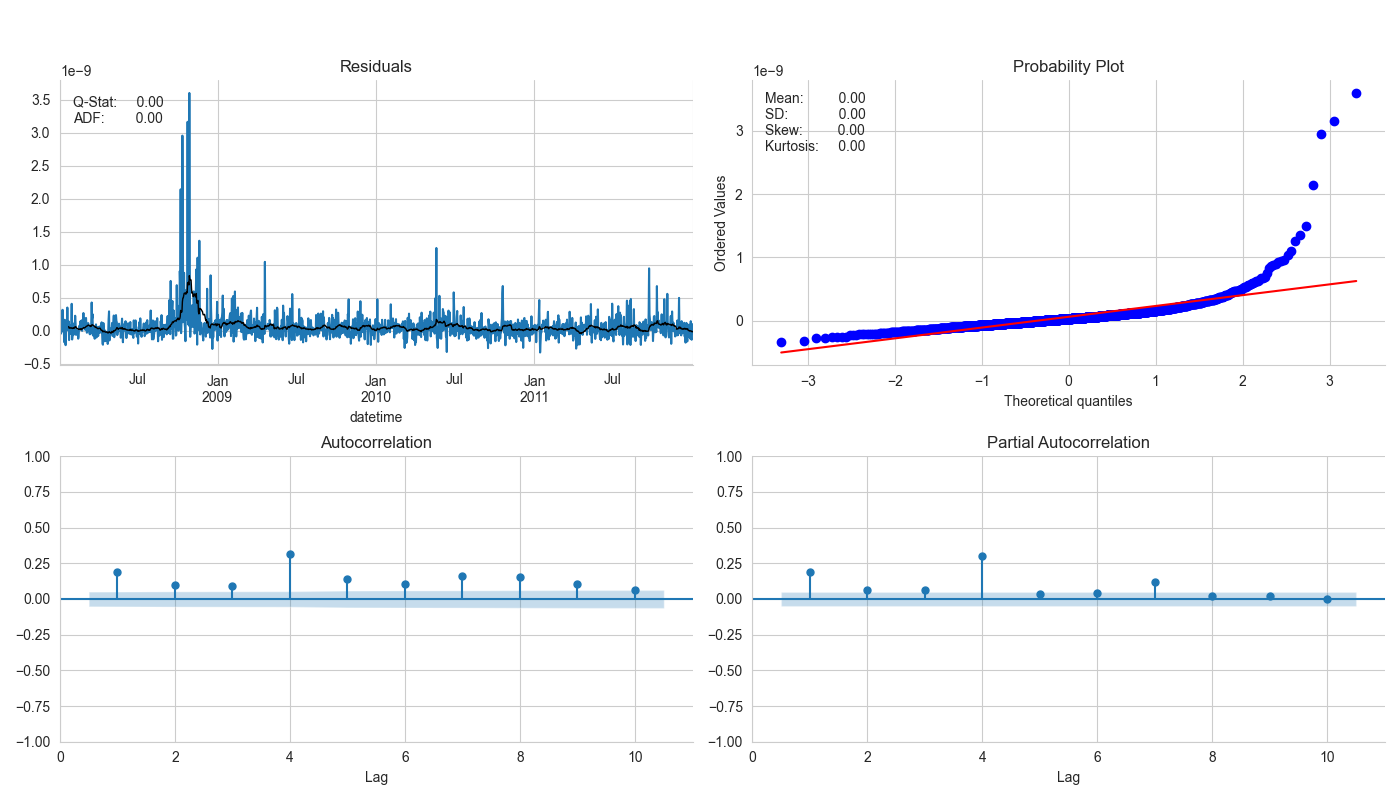 Residuals
1e−9
Q-Stat: 0.00
ADF: 0.00
3.5
3.0
2.5
2.0
1.5
1.0
0.5
0.0
−0.5
Jul
Jan
2009
Jul
Jan
2010
Jul
Jan
2011
Jul
datetime
Probability Plot
1e−9
Mean: 0.00
SD: 0.00
Skew: 0.00
Kurtosis: 0.00
Ordered Values
3
2
1
0
−3 −2 −1 0 1 2 3
Theoretical quantiles
Autocorrelation
1.00
0.75
0.50
0.25
0.00
−0.25
−0.50
−0.75
−1.00
0 2 4 6 8 10
Lag
Partial Autocorrelation
1.00
0.75
0.50
0.25
0.00
−0.25
−0.50
−0.75
−1.00
0 2 4 6 8 10
Lag